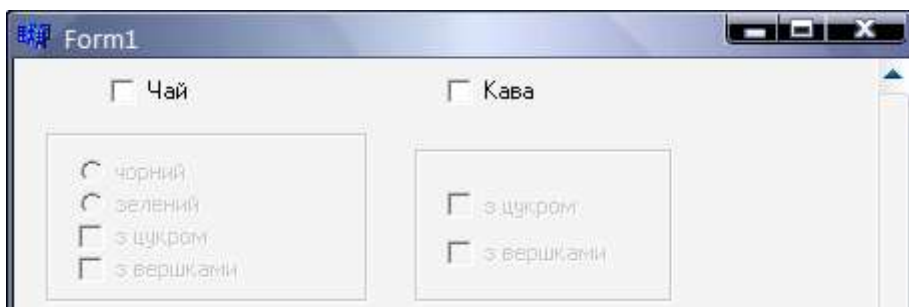 Form1
Чай
Кава
чорний
зелений
з цукром
з вершками
з цукром
з вершками